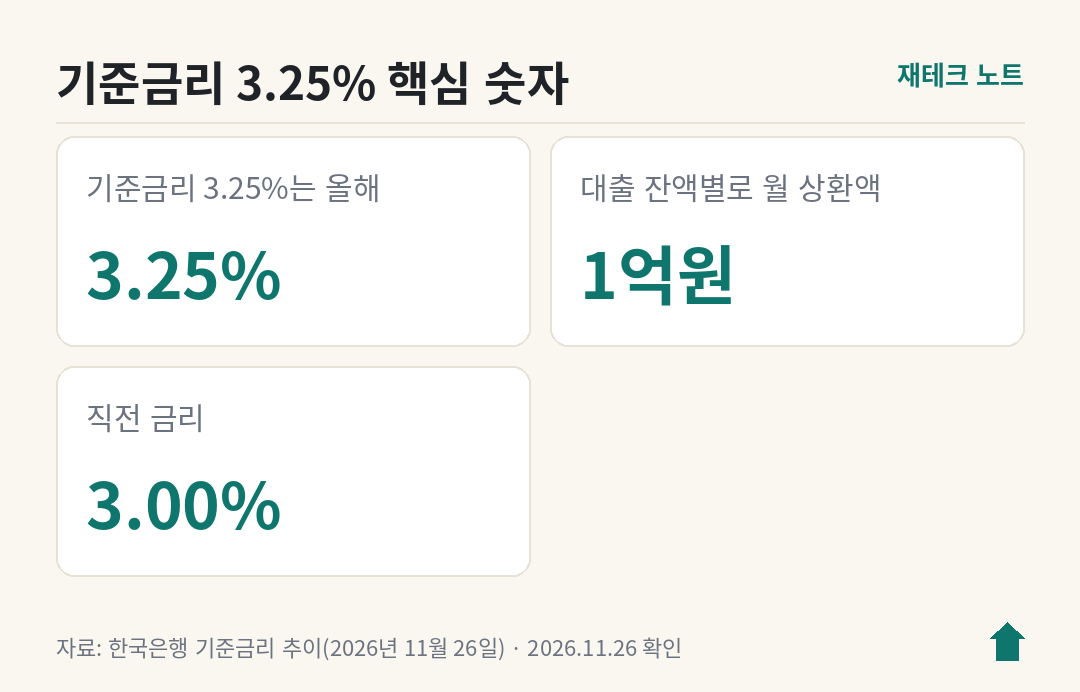 기준금리 3.25% 핵심 숫자
재테크 노트
기준금리 3.25%는 올해
3.25%
대출 잔액별로 월 상환액
1억원
직전 금리
3.00%
자료: 한국은행 기준금리 추이(2026년 11월 26일) · 2026.11.26 확인